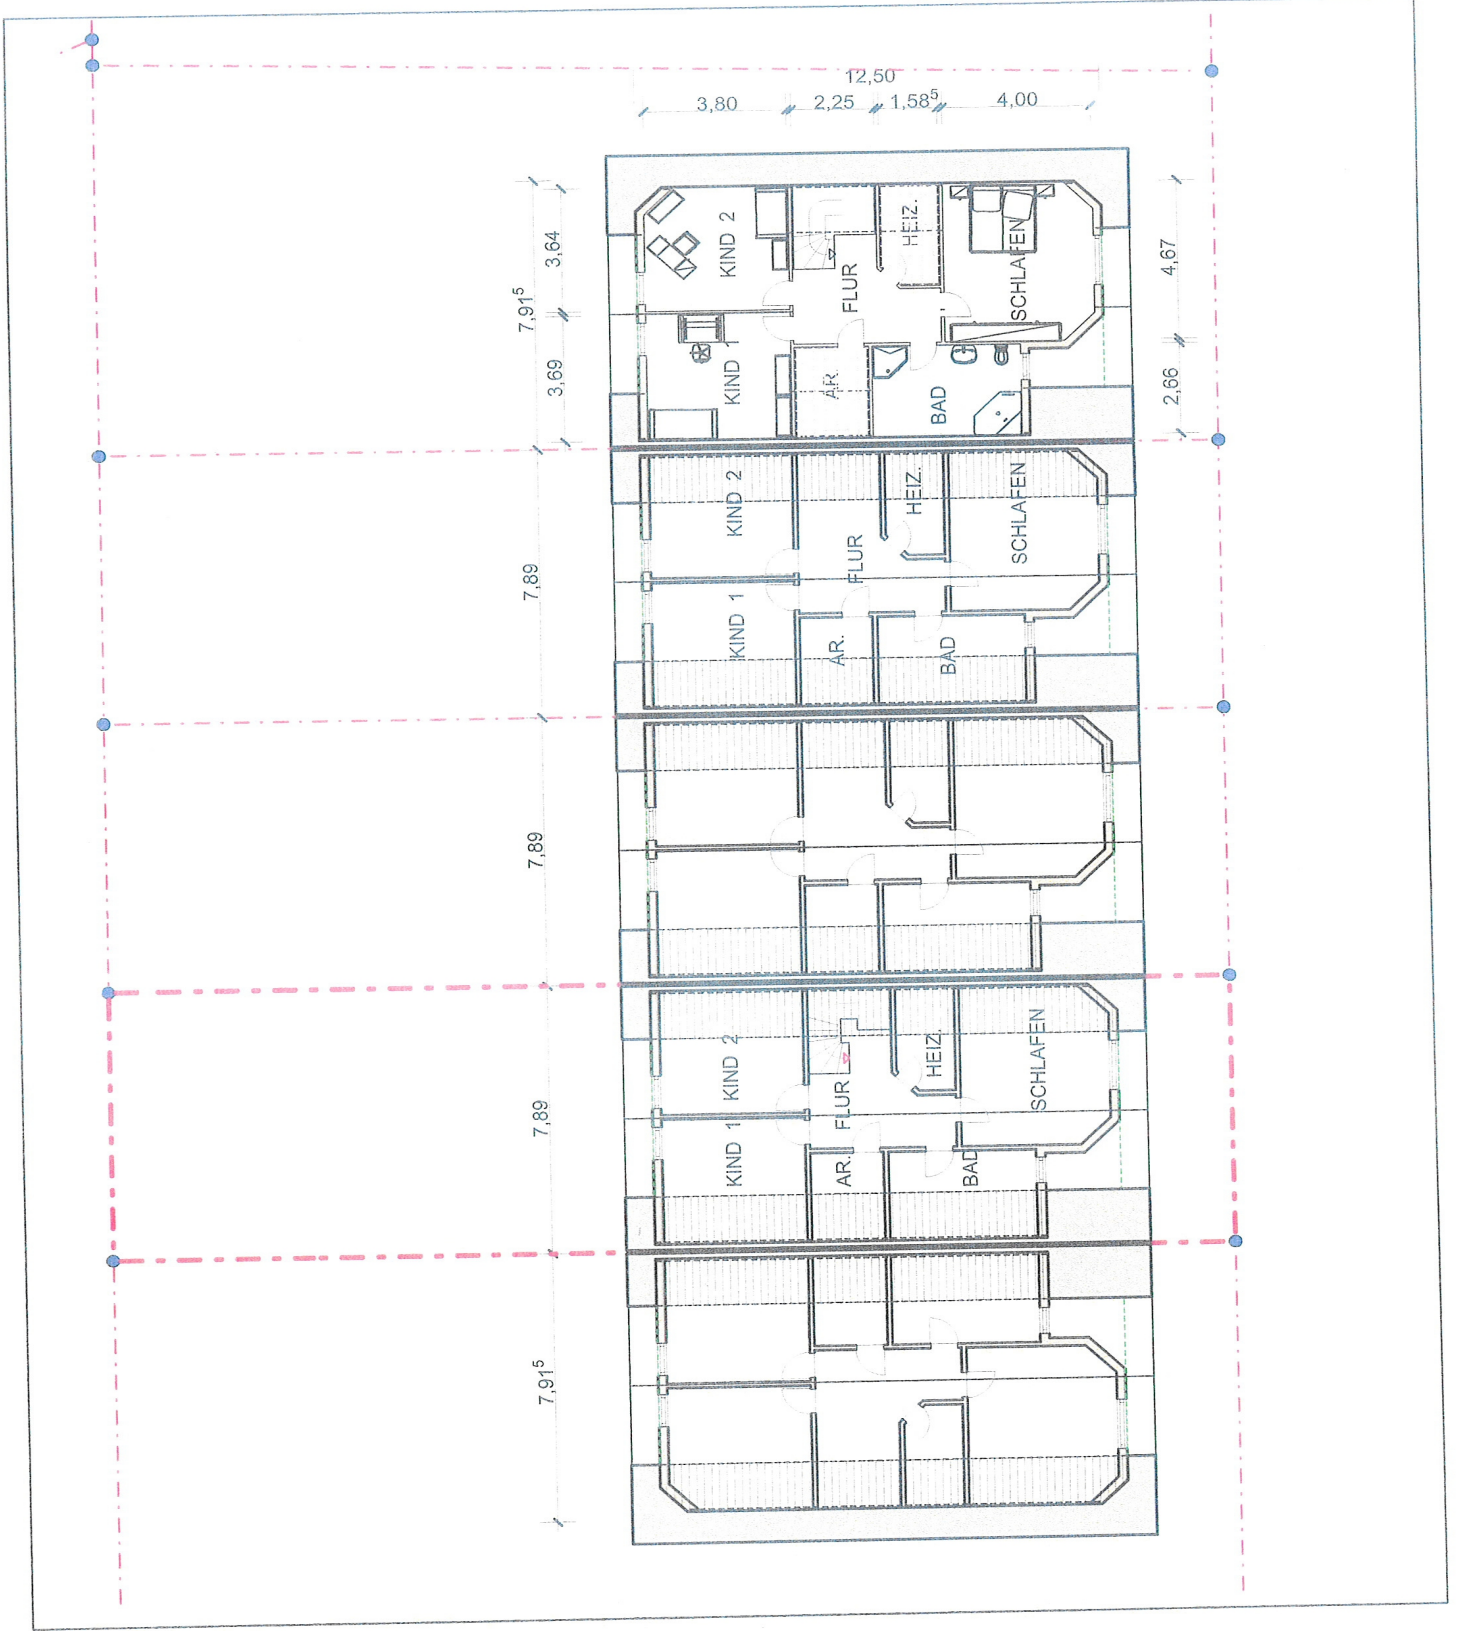 12,50
3,80 2,25 1,58⁵ 4,00
7,91⁵
3,64
3,69
4,67
2,66
KIND 2
FLUR
HEIZ.
SCHLAFEN
KIND
AR.
BAD
7,89
KIND 2
FLUR
HEIZ.
SCHLAFEN
KIND 1
AR.
BAD
7,89
7,89
KIND 2
FLUR
HEIZ.
SCHLAFEN
KIND 1
AR.
BAD
7,91⁵